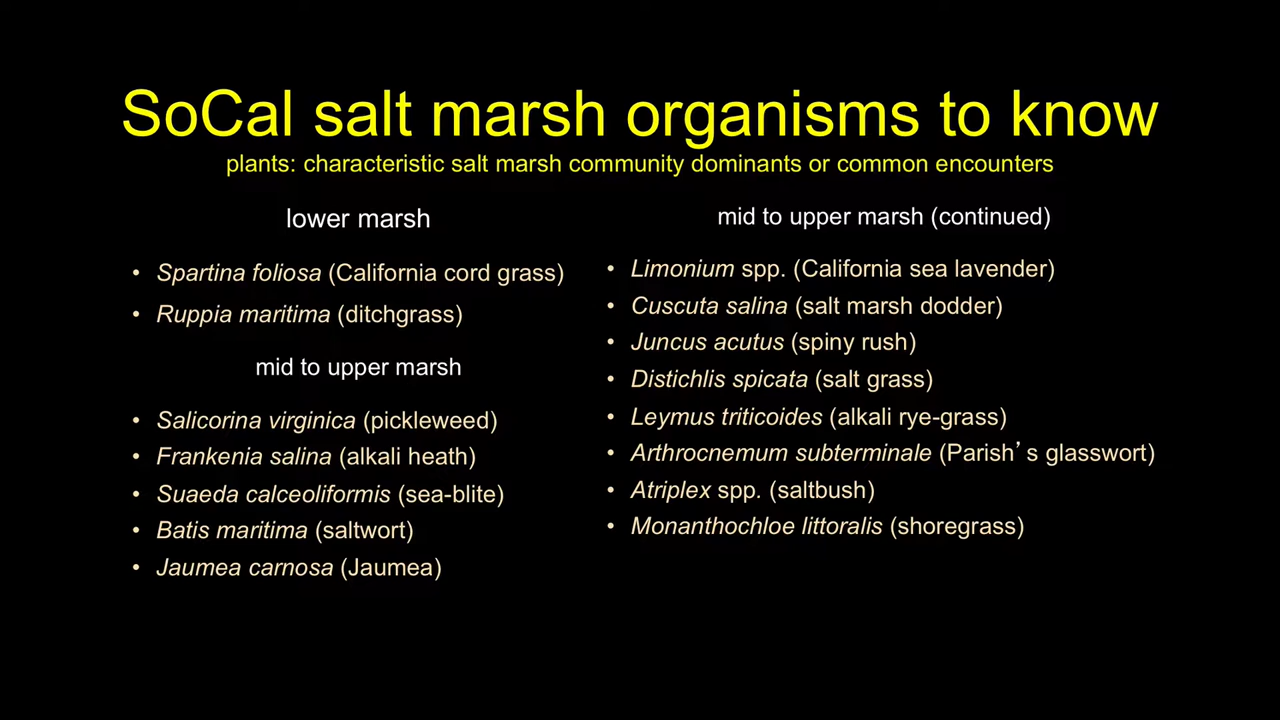 SoCal salt marsh organisms to know
plants: characteristic salt marsh community dominants or common encounters
lower marsh
• Spartina foliosa (California cord grass)
• Ruppia maritima (ditchgrass)
mid to upper marsh
• Salicorina virginica (pickleweed)
• Frankenia salina (alkali heath)
• Suaeda calceoliformis (sea-blite)
• Batis maritima (saltwort)
• Jaumea carnosa (Jaumea)
mid to upper marsh (continued)
• Limonium spp. (California sea lavender)
• Cuscuta salina (salt marsh dodder)
• Juncus acutus (spiny rush)
• Distichlis spicata (salt grass)
• Leymus triticoides (alkali rye-grass)
• Arthrocnemum subterminale (Parish’s glasswort)
• Atriplex spp. (saltbush)
• Monanthochloe littoralis (shoregrass)